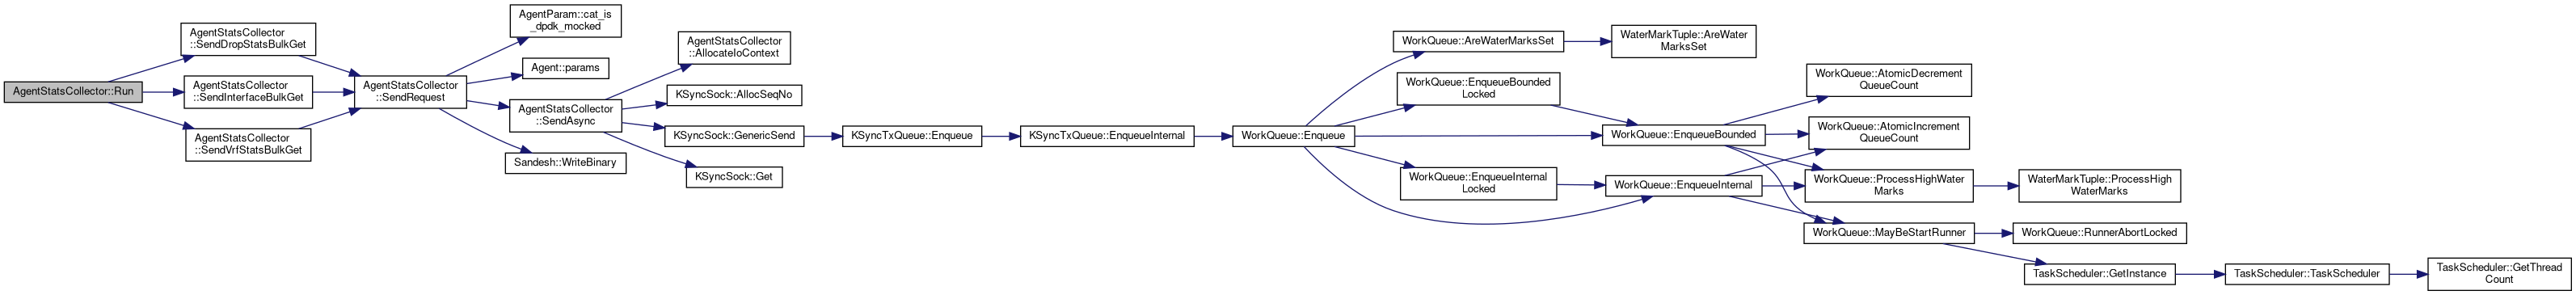 AgentStatsCollector::Run
AgentStatsCollector
::SendDropStatsBulkGet
AgentStatsCollector
::SendInterfaceBulkGet
AgentStatsCollector
::SendVrfStatsBulkGet
AgentStatsCollector
::SendRequest
AgentParam::cat_is
_dpdk_mocked
Agent::params
AgentStatsCollector
::SendAsync
Sandesh::WriteBinary
AgentStatsCollector
::AllocateIoContext
KSyncSock::AllocSeqNo
KSyncSock::GenericSend
KSyncSock::Get
KSyncTxQueue::Enqueue
KSyncTxQueue::EnqueueInternal
WorkQueue::Enqueue
WorkQueue::AreWaterMarksSet
WorkQueue::EnqueueBounded
Locked
WorkQueue::EnqueueInternal
Locked
WaterMarkTuple::AreWater
MarksSet
WorkQueue::EnqueueBounded
WorkQueue::EnqueueInternal
WorkQueue::AtomicDecrement
QueueCount
WorkQueue::AtomicIncrement
QueueCount
WorkQueue::ProcessHighWater
Marks
WorkQueue::MayBeStartRunner
WaterMarkTuple::ProcessHigh
WaterMarks
WorkQueue::RunnerAbortLocked
TaskScheduler::GetInstance
TaskScheduler::TaskScheduler
TaskScheduler::GetThread
Count